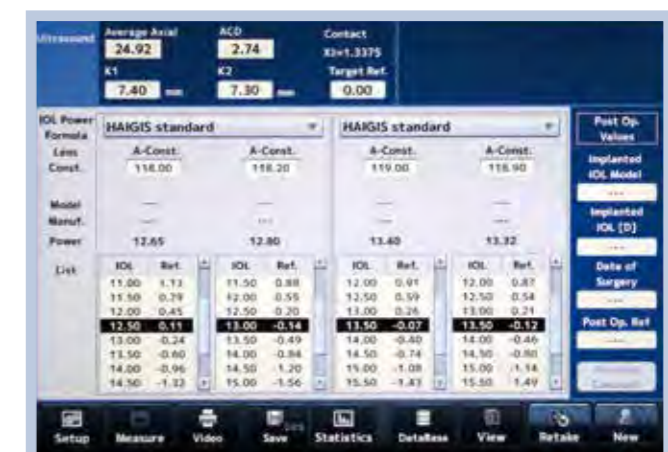 Ultrasound
Average Axial ACD Contact
24.92 2.74 X3=1.3375
K1 K2 Target Ref.
7.40 mm 7.30 mm 0.00
IOL Power Formula HAIGIS standard HAIGIS standard Post Op. Values
Lens Const. A-Const. A-Const. A-Const. A-Const. Implanted IOL Model
118.00 118.20 119.00 118.90 ---
Model --- --- --- --- Implanted IOL [D]
Manuf. --- --- --- --- ---
Power 12.65 12.80 13.40 13.32 Date of Surgery
List IOL Ref. IOL Ref. IOL Ref. IOL Ref. ---
11.00 1.13 11.50 0.88 12.00 0.91 12.00 0.87
11.50 0.79 12.00 0.55 12.50 0.59 12.50 0.54
12.00 0.45 12.50 0.20 13.00 0.26 13.00 0.21
12.50 0.11 13.00 -0.14 13.50 -0.07 13.50 -0.12 Post Op. Ref
13.00 -0.24 13.50 -0.49 14.00 -0.40 14.00 -0.46 ---
13.50 -0.60 14.00 -0.84 14.50 -0.74 14.50 -0.80
14.00 -0.96 14.50 -1.20 15.00 -1.08 15.00 -1.14
14.50 -1.32 15.00 -1.56 15.50 -1.43 15.50 -1.49
Setup Measure Video Save Statistics DataBase View Retake New